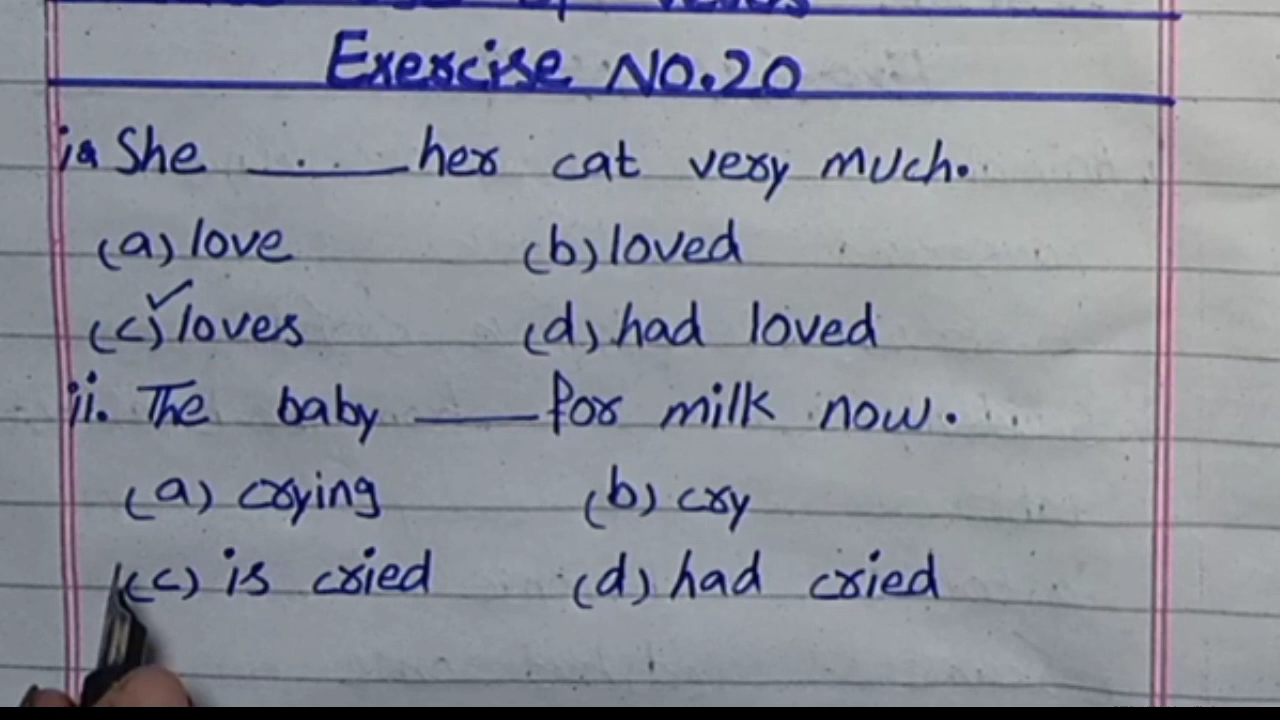 Exercise No.20
i. She ____ her cat very much.
(a) love (b) loved
(c) loves (d) had loved
ii. The baby ____ for milk now.
(a) crying (b) cry
(c) is cried (d) had cried